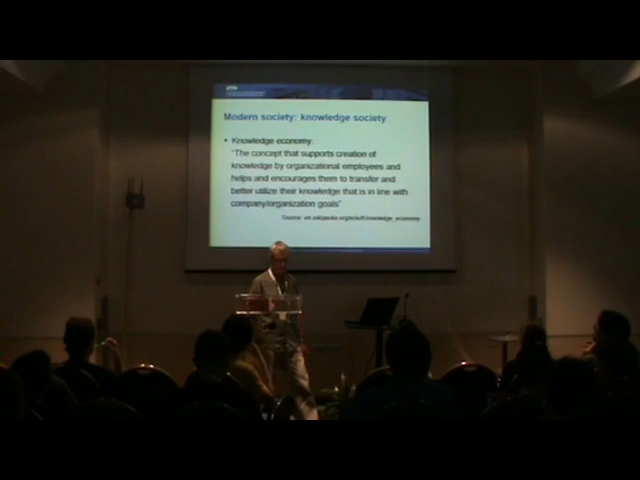 Modern society: knowledge society
• Knowledge economy:
"The concept that supports creation of
knowledge by organizational employees and
helps and encourages them to transfer and
better utilize their knowledge that is in line with
company/organization goals"
Source: en.wikipedia.org/wiki/Knowledge_economy